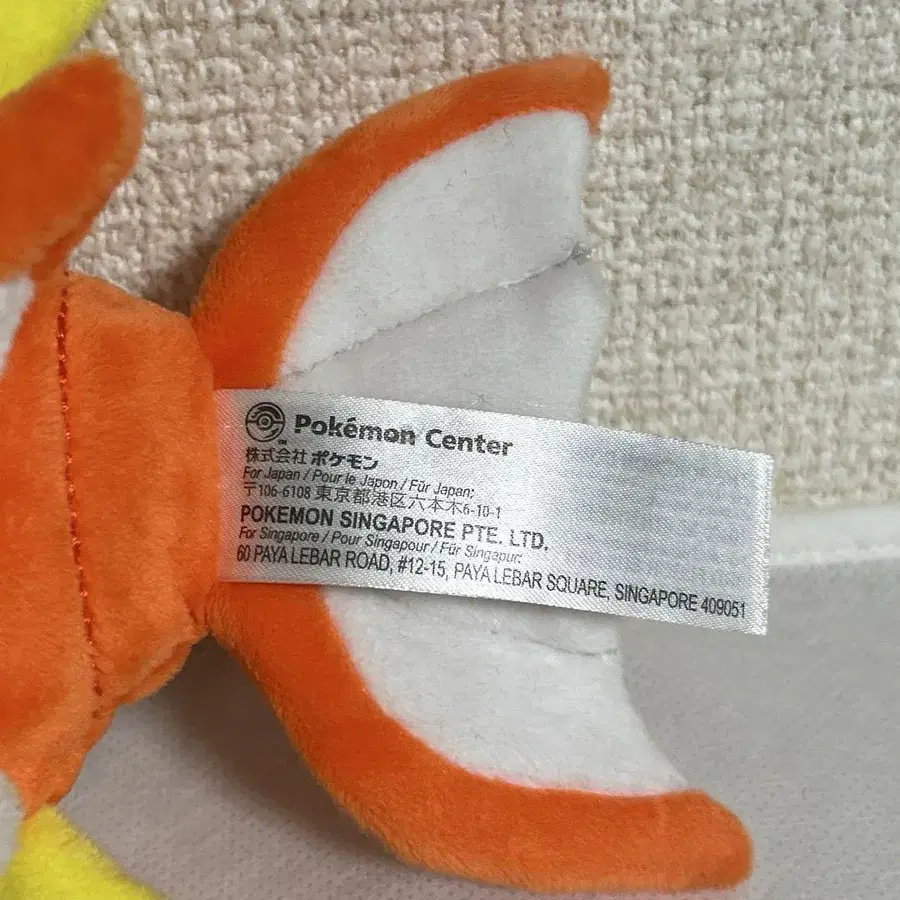 Pokémon Center
株式会社 ポケモン
For Japan / Pour le Japon / Für Japan:
〒106-6108 東京都港区六本木6-10-1
POKEMON SINGAPORE PTE. LTD.
For Singapore / Pour Singapour / Für Singapur:
60 PAYA LEBAR ROAD, #12-15, PAYA LEBAR SQUARE, SINGAPORE 409051